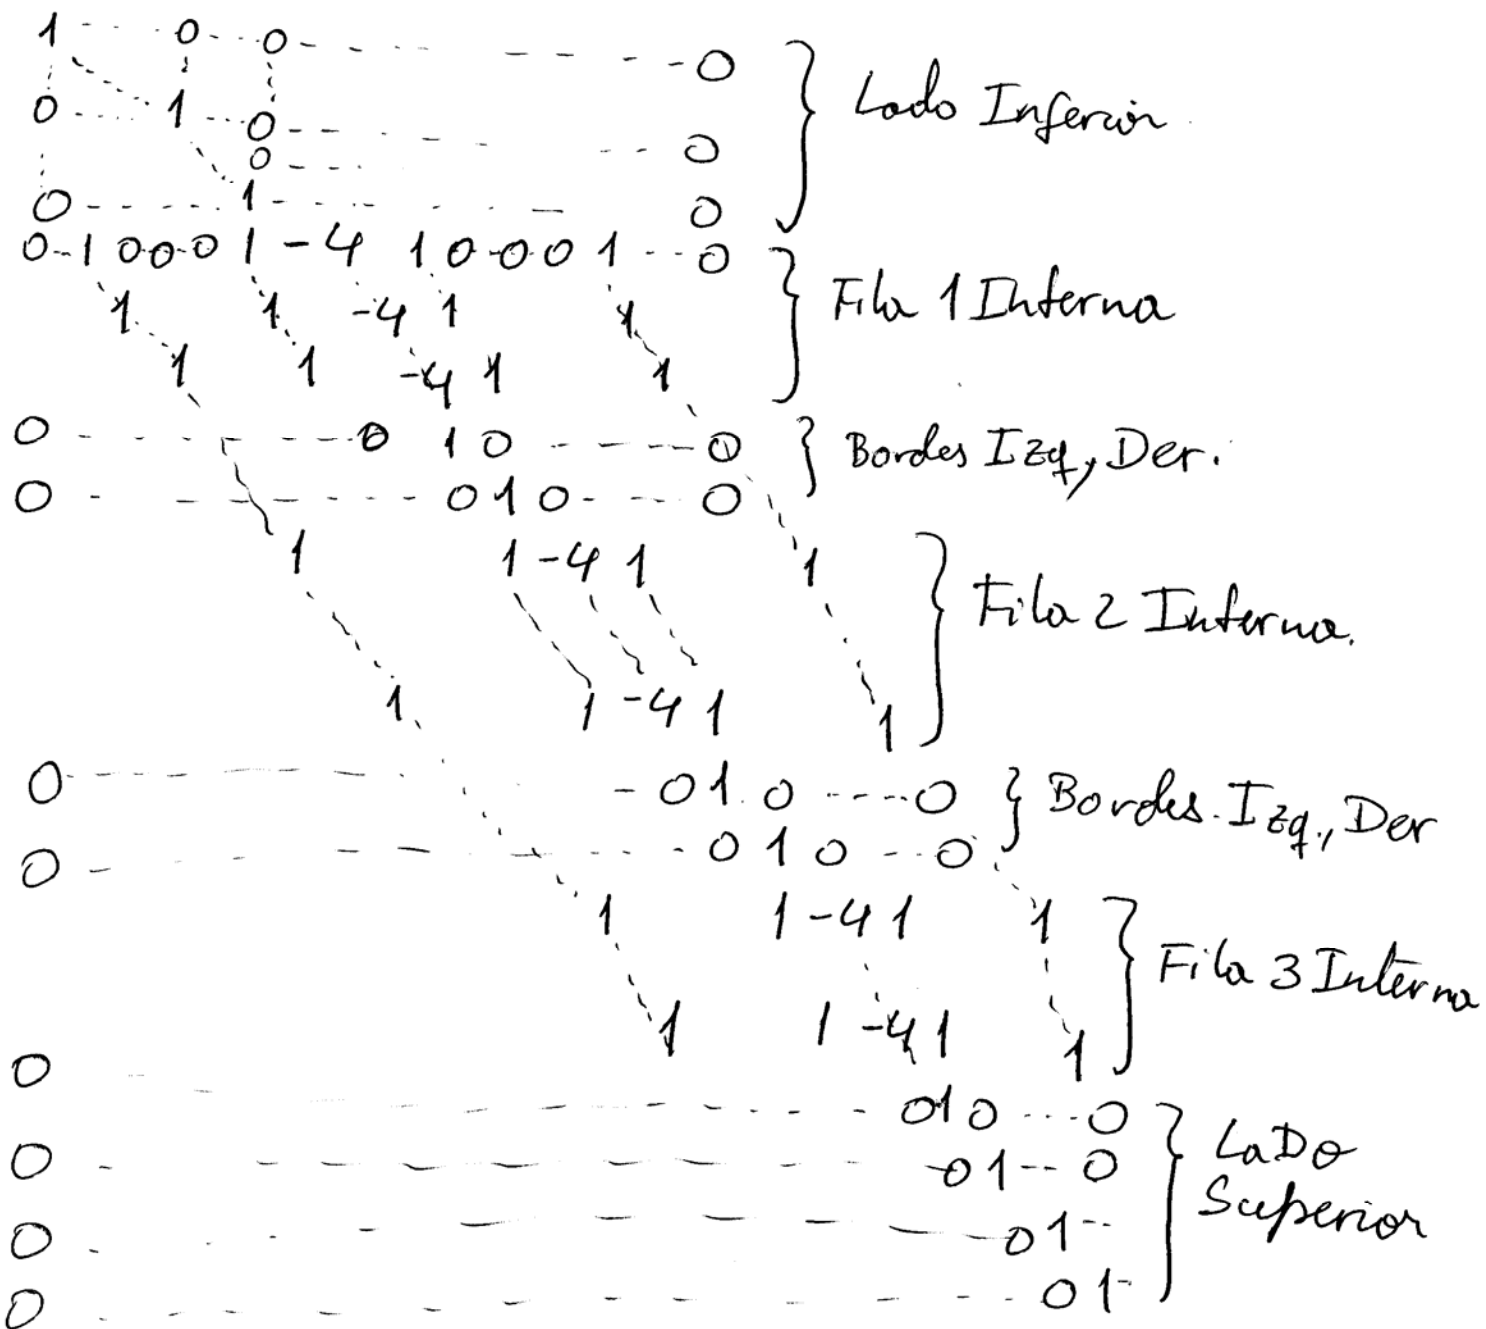 1 - - - 0 - - 0 - - - - - - - 0
0 - - - 1 - - 0 - - - - - - - 0
0 - - -
0 - - - - - 1 - - - - - - 0
0 - - 1 0 0 - 0 1 - 4 1 0 - 0 - 0 1 - - 0
1 1 -4 1 1
1 1 -4 1 1
0 - - - - - 0 1 0 - - - - - 0
0 - - - - - 0 1 0 - - - - 0
1 1 -4 1 1
1 1 -4 1 1
0 - - - - - - 0 1 0 - - - - 0
0 - - - - - - - 0 1 0 - - 0
1 1 -4 1 1
1 1 -4 1 1
0 - - - - - - - 0 1 0 - - - 0
0 - - - - - - - - 0 1 - - 0
0 - - - - - - - - 0 1 - -
0 - - - - - - - - - 0 1 -
Lado Inferior
Fila 1 Interna
Bordes Izq, Der.
Fila 2 Interna.
Bordes. Izq., Der
Fila 3 Interna
LaDo
Superior